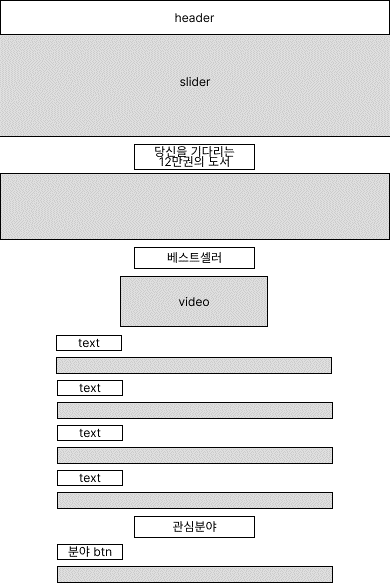 header
slider
당신을 기다리는
12만권의 도서
베스트셀러
video
text
text
text
text
관심분야
분야 btn